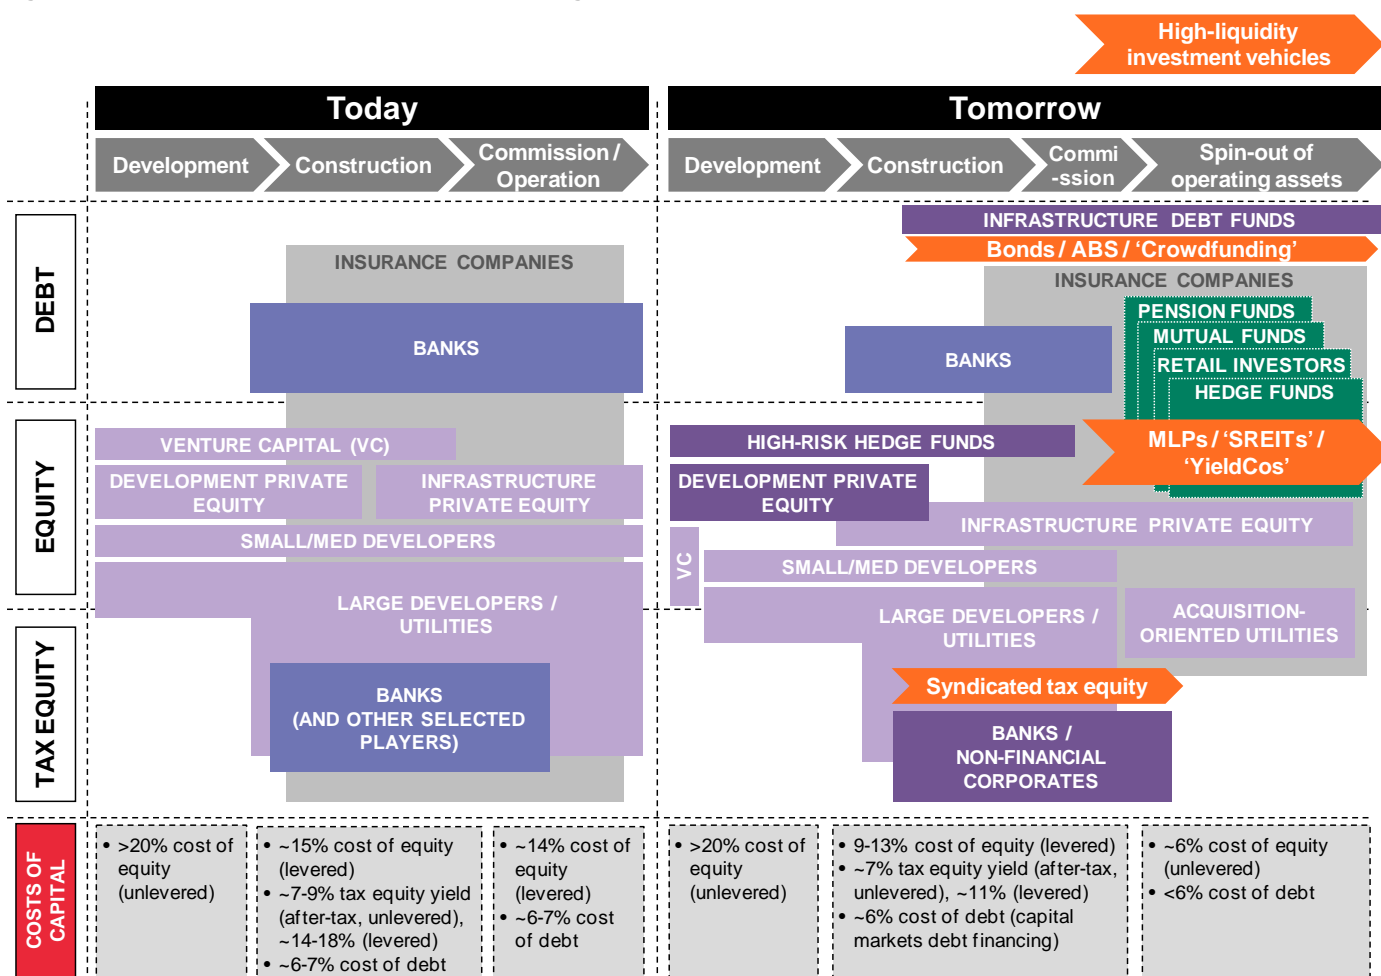 High-liquidity
investment vehicles
Today
Tomorrow
Development
Construction
Commission /
Operation
Development
Construction
Commi
-ssion
Spin-out of
operating assets
DEBT
INSURANCE COMPANIES
BANKS
INFRASTRUCTURE DEBT FUNDS
Bonds / ABS / ‘Crowdfunding’
INSURANCE COMPANIES
BANKS
PENSION FUNDS
MUTUAL FUNDS
RETAIL INVESTORS
HEDGE FUNDS
EQUITY
VENTURE CAPITAL (VC)
DEVELOPMENT PRIVATE
EQUITY
INFRASTRUCTURE
PRIVATE EQUITY
SMALL/MED DEVELOPERS
LARGE DEVELOPERS /
UTILITIES
HIGH-RISK HEDGE FUNDS
MLPs / ‘SREITs’ /
‘YieldCos’
DEVELOPMENT PRIVATE
EQUITY
INFRASTRUCTURE PRIVATE EQUITY
VC
SMALL/MED DEVELOPERS
LARGE DEVELOPERS /
UTILITIES
ACQUISITION-
ORIENTED UTILITIES
TAX EQUITY
BANKS
(AND OTHER SELECTED
PLAYERS)
Syndicated tax equity
BANKS /
NON-FINANCIAL
CORPORATES
COSTS OF
CAPITAL
• >20% cost of
equity
(unlevered)
• ~15% cost of equity
(levered)
• ~7-9% tax equity yield
(after-tax, unlevered),
~14-18% (levered)
• ~6-7% cost of debt
• ~14% cost of
equity
(levered)
• ~6-7% cost
of debt
• >20% cost of
equity
(unlevered)
• 9-13% cost of equity (levered)
• ~7% tax equity yield (after-tax,
unlevered), ~11% (levered)
• ~6% cost of debt (capital
markets debt financing)
• ~6% cost of equity
(unlevered)
• <6% cost of debt